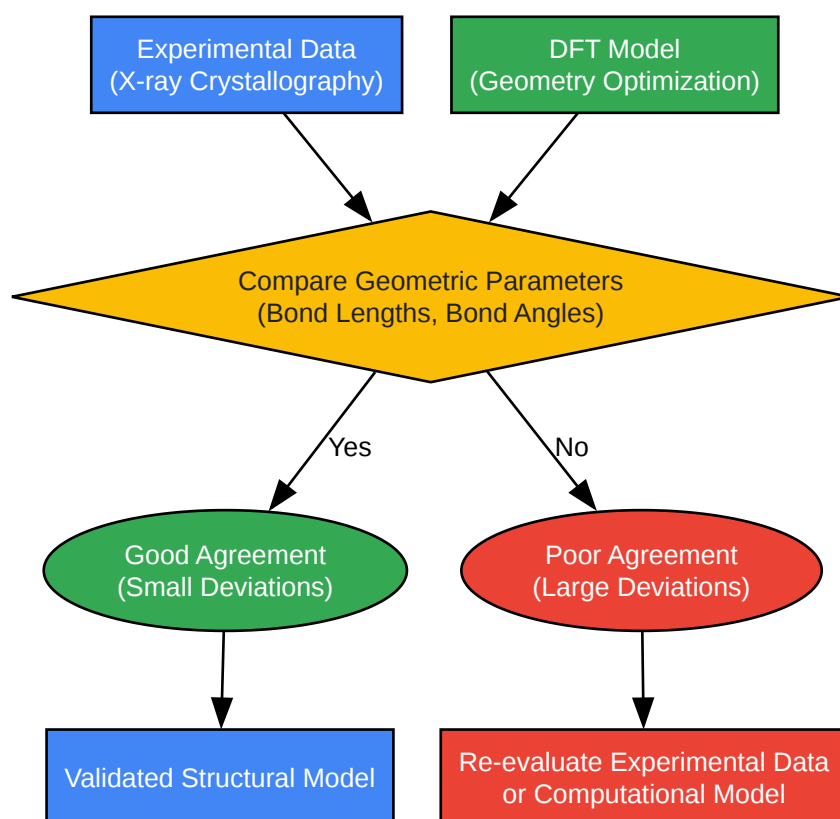 Experimental Data
(X-ray Crystallography)
DFT Model
(Geometry Optimization)
Compare Geometric Parameters
(Bond Lengths, Bond Angles)
Yes
No
Good Agreement
(Small Deviations)
Poor Agreement
(Large Deviations)
Validated Structural Model
Re-evaluate Experimental Data
or Computational Model